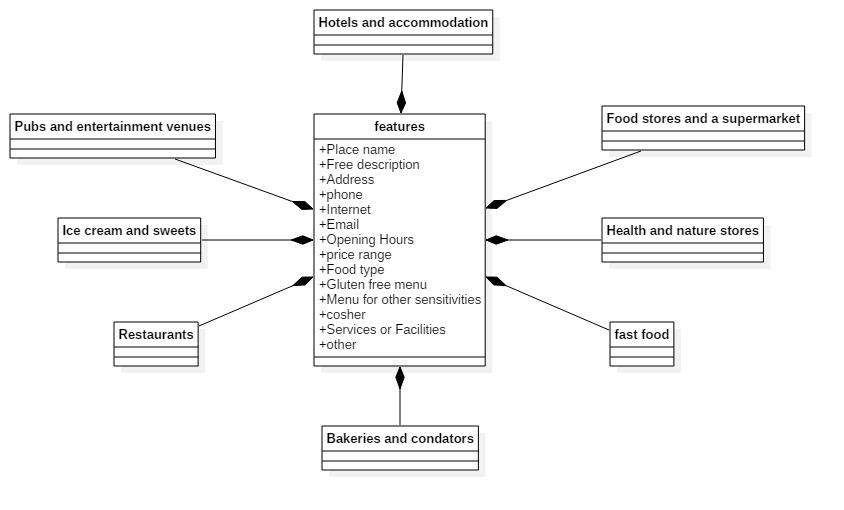 Hotels and accommodation
Pubs and entertainment venues
features
Food stores and a supermarket
+Place name
+Free description
+Address
+phone
+Internet
+Email
+Opening Hours
+price range
+Food type
+Gluten free menu
+Menu for other sensitivities
+cosher
+Services or Facilities
+other
Ice cream and sweets
Health and nature stores
Restaurants
fast food
Bakeries and condators